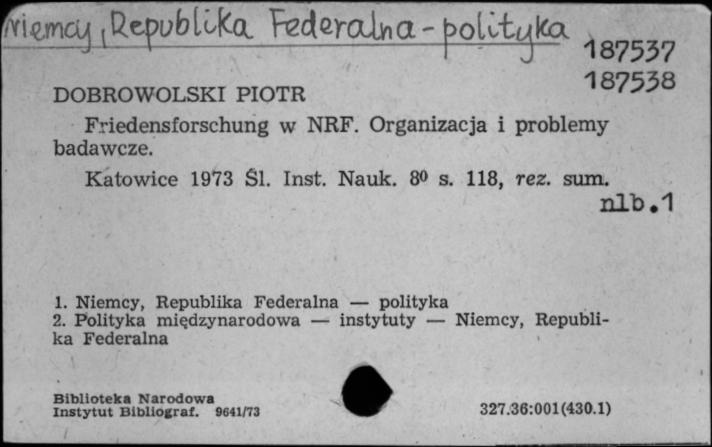 Niemcy, Republika Federalna - polityka
187537
187538
DOBROWOLSKI PIOTR
Friedensforschung w NRF. Organizacja i problemy
badawcze.
Katowice 1973 Śl. Inst. Nauk. 8⁰ s. 118, rez. sum.
nlb.1
1. Niemcy, Republika Federalna — polityka
2. Polityka międzynarodowa — instytuty — Niemcy, Republi-
ka Federalna
Biblioteka Narodowa
Instytut Bibliograf. 9641/73
327.36:001(430.1)